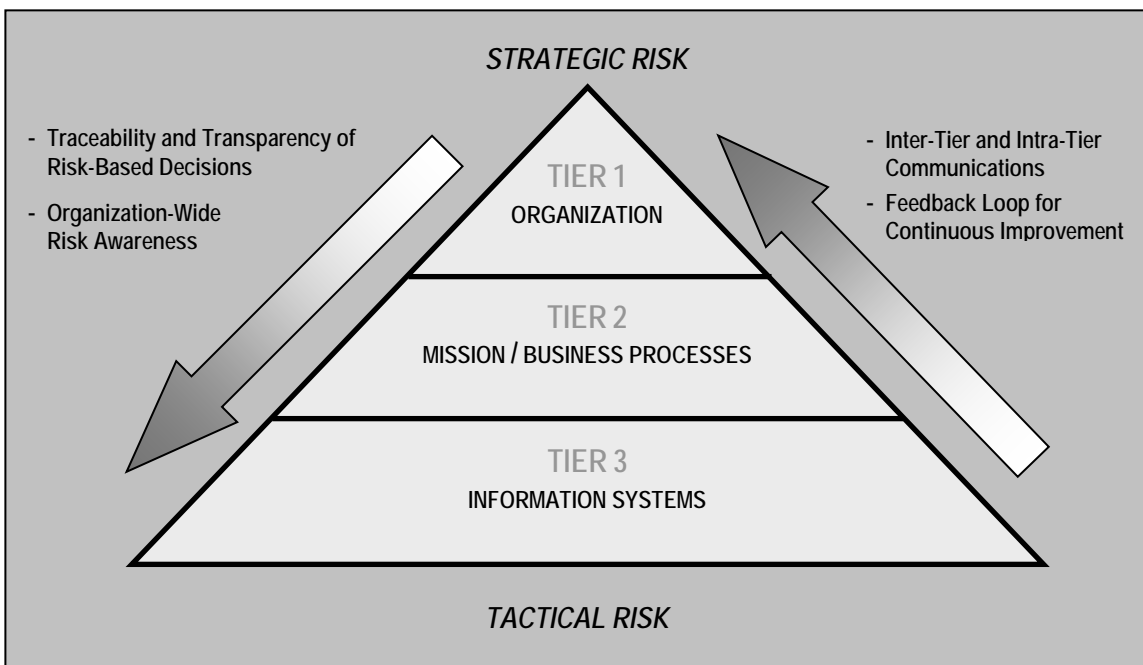 STRATEGIC RISK
- Traceability and Transparency of
Risk-Based Decisions
- Organization-Wide
Risk Awareness
- Inter-Tier and Intra-Tier
Communications
- Feedback Loop for
Continuous Improvement
TIER 1
ORGANIZATION
TIER 2
MISSION / BUSINESS PROCESSES
TIER 3
INFORMATION SYSTEMS
TACTICAL RISK